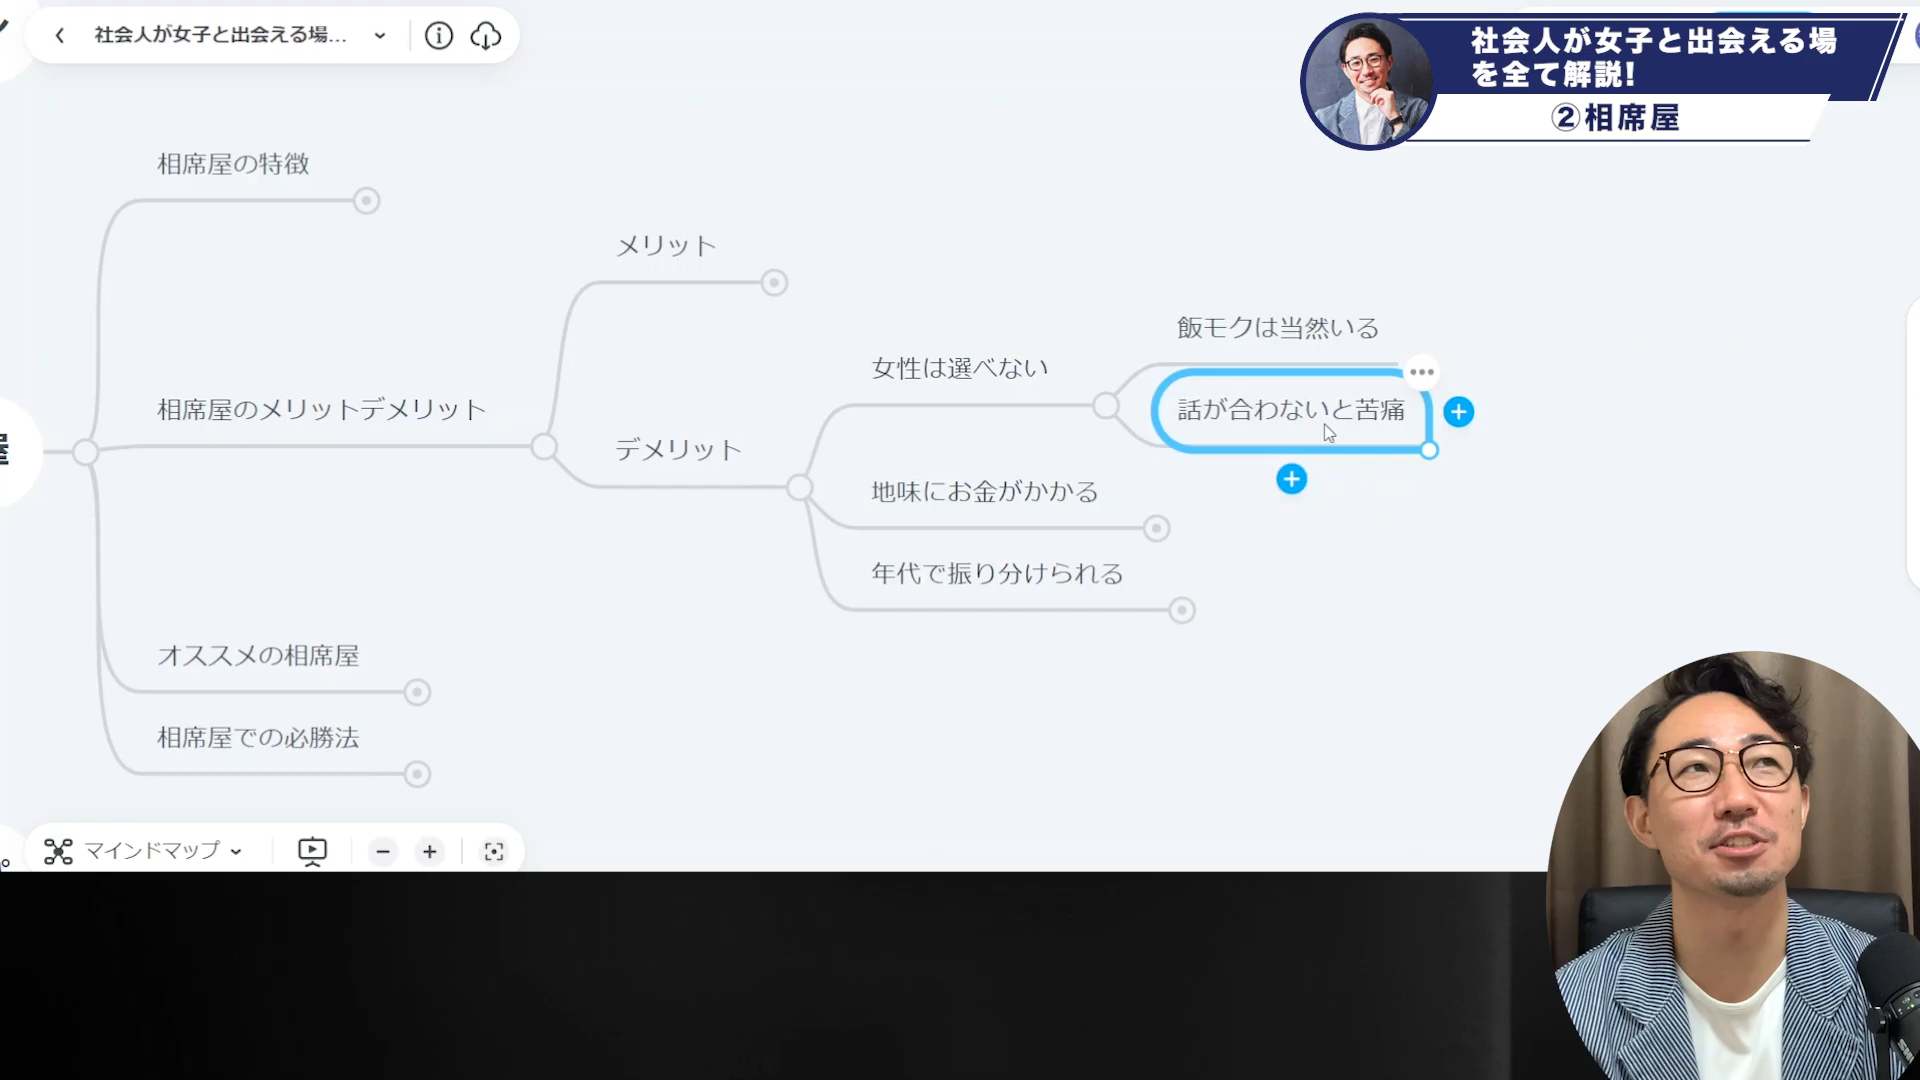 社会人が女子と出会える場...
社会人が女子と出会える場
を全て解説!
②相席屋
相席屋の特徴
メリット
飯モクは当然いる
女性は選べない
話が合わないと苦痛
相席屋のメリットデメリット
デメリット
地味にお金がかかる
年代で振り分けられる
オススメの相席屋
相席屋での必勝法
マインドマップ